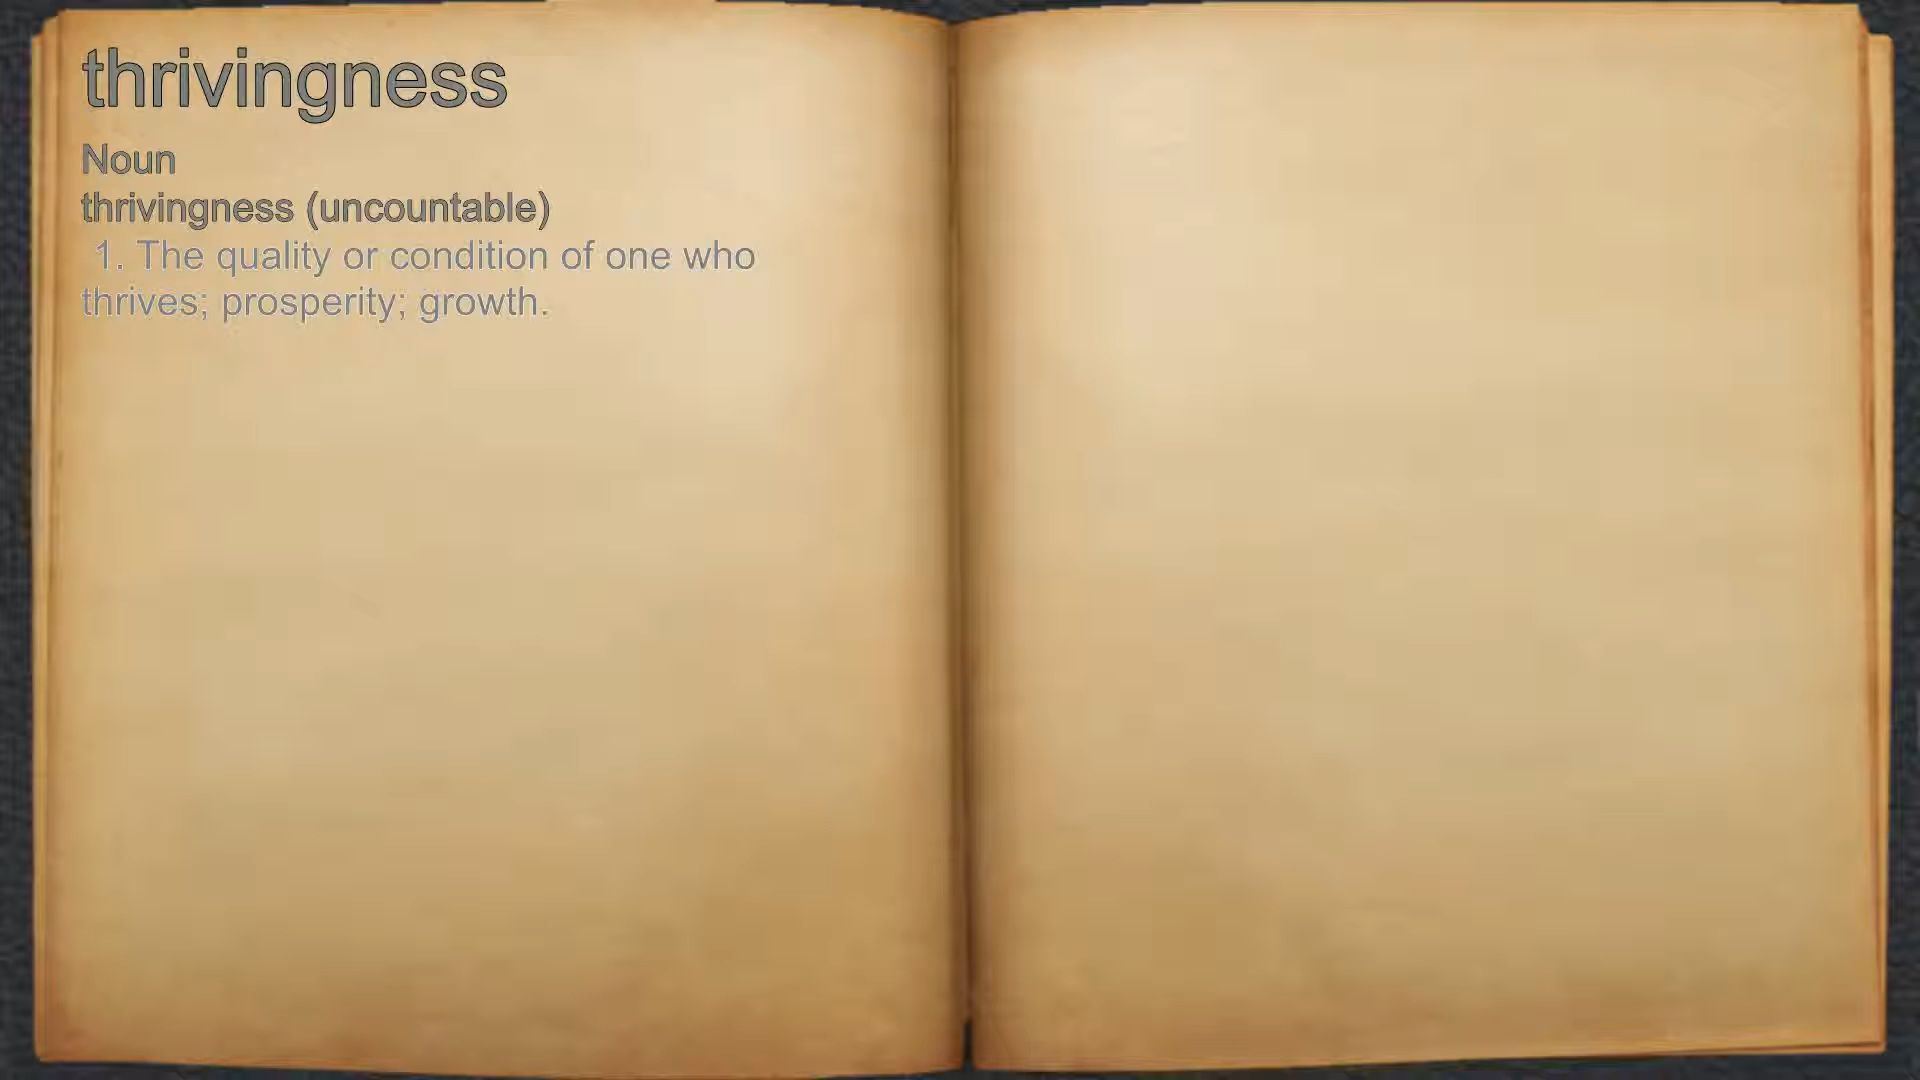 thrivingness
Noun
thrivingness (uncountable)
1. The quality or condition of one who
thrives; prosperity; growth.